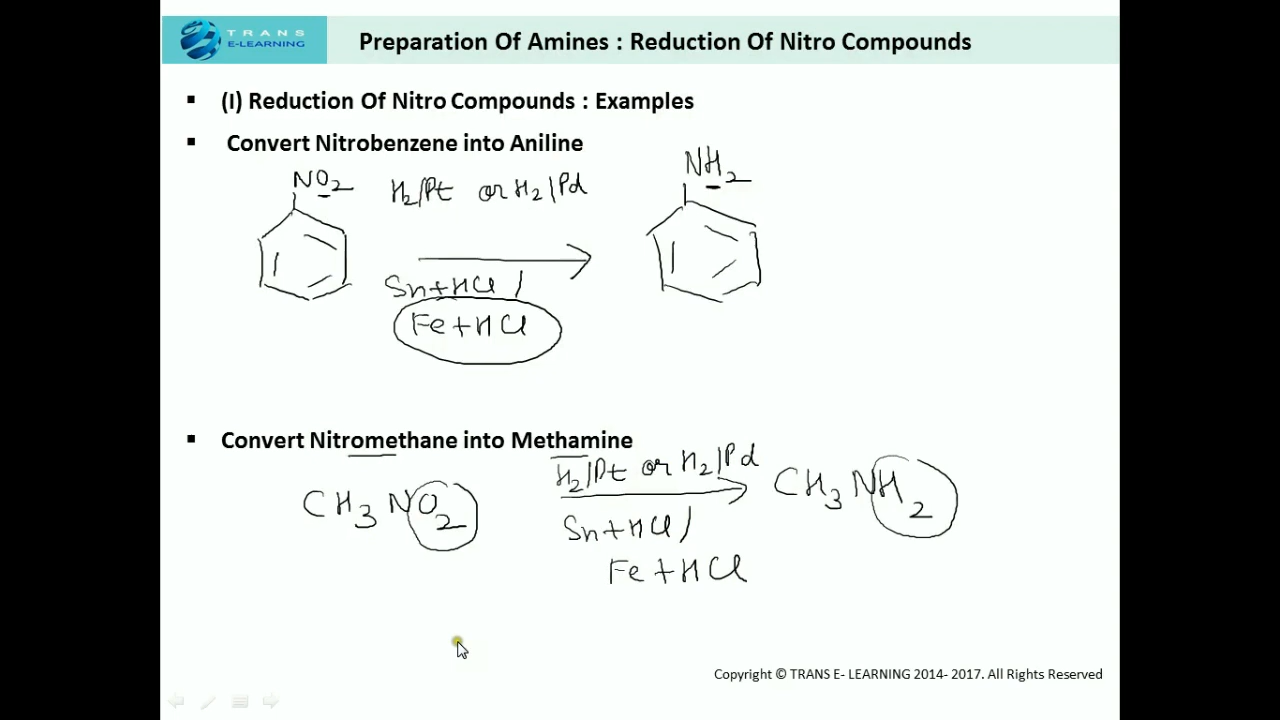 TRANS
E-LEARNING
Preparation Of Amines : Reduction Of Nitro Compounds
(I) Reduction Of Nitro Compounds : Examples
Convert Nitrobenzene into Aniline
NO2
H2/Pt or H2/Pd
NH2
Sn+HCl /
Fe+HCl
Convert Nitromethane into Methamine
H2/Pt or H2/Pd
CH3NO2
CH3NH2
Sn+HCl /
Fe+HCl
Copyright © TRANS E- LEARNING 2014- 2017. All Rights Reserved